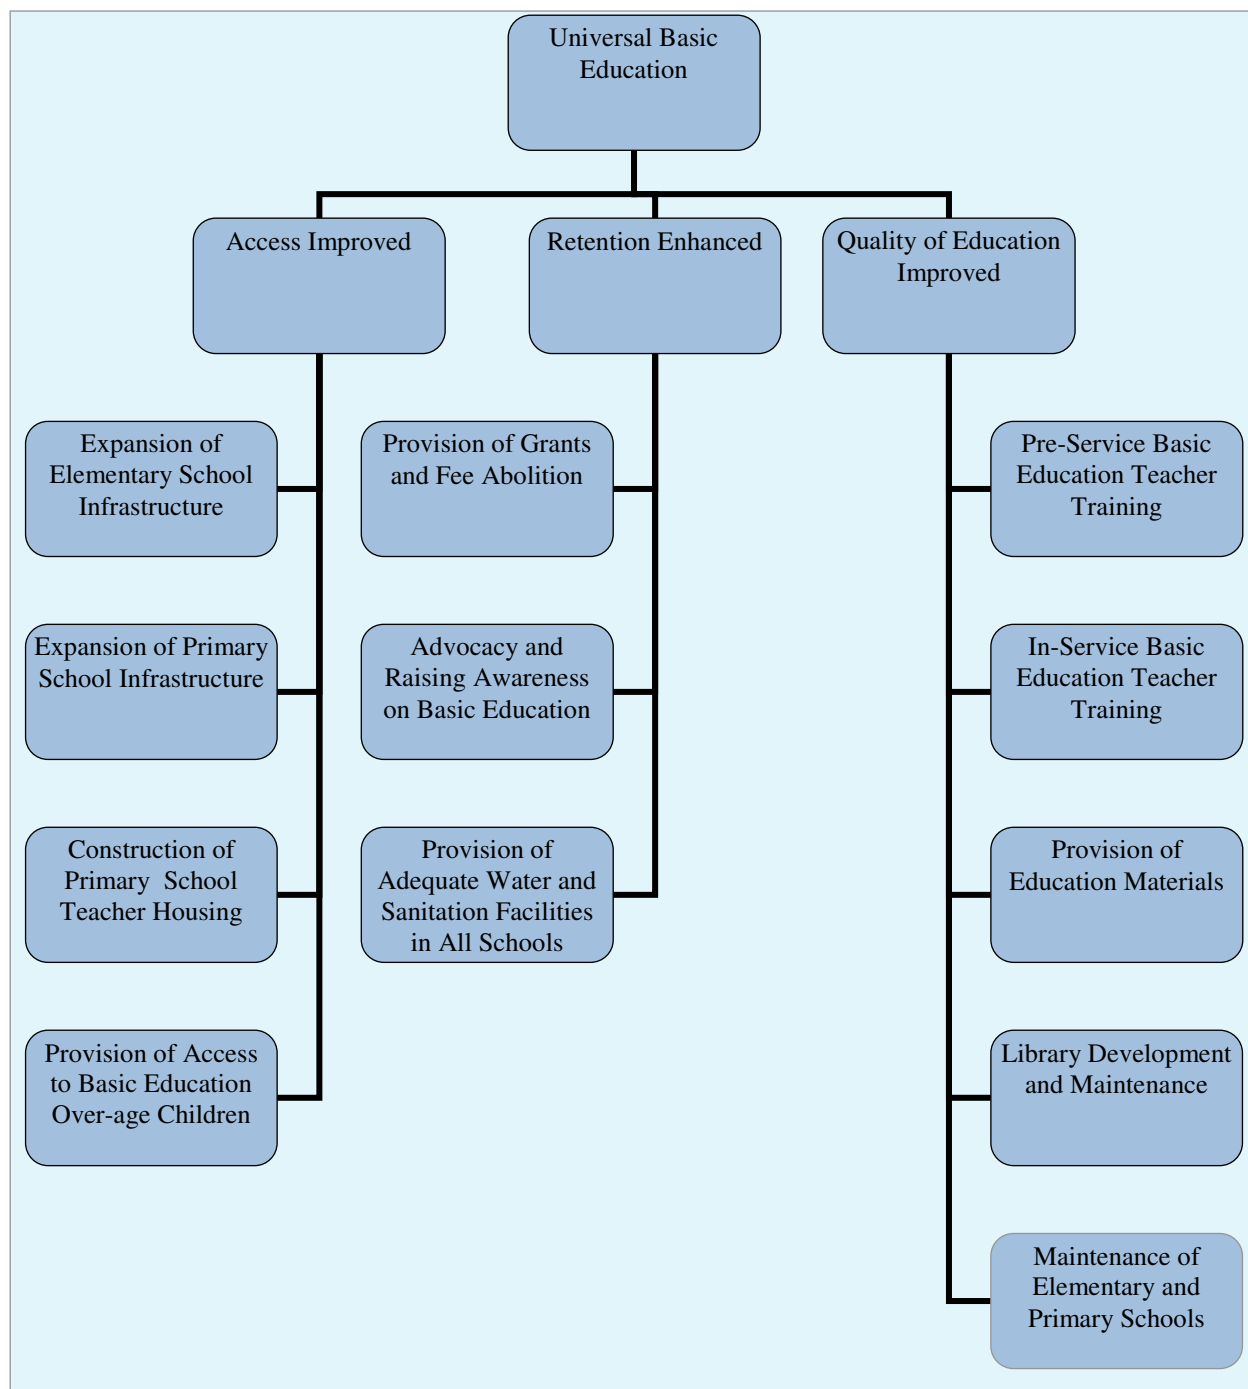 Universal Basic
Education
Access Improved
Retention Enhanced
Quality of Education
Improved
Expansion of
Elementary School
Infrastructure
Expansion of Primary
School Infrastructure
Construction of
Primary  School
Teacher Housing
Provision of Access
to Basic Education
Over-age Children
Provision of Grants
and Fee Abolition
Advocacy and
Raising Awareness
on Basic Education
Provision of
Adequate Water and
Sanitation Facilities
in All Schools
Pre-Service Basic
Education Teacher
Training
In-Service Basic
Education Teacher
Training
Provision of
Education Materials
Library Development
and Maintenance
Maintenance of
Elementary and
Primary Schools